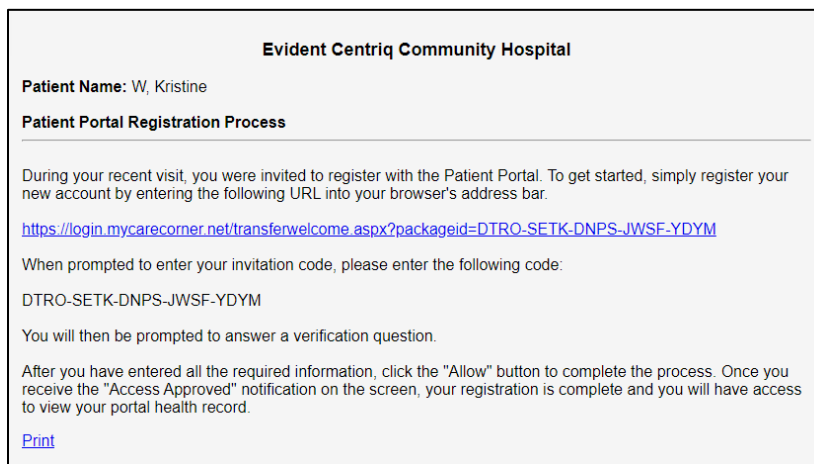 Evident Centriq Community Hospital
Patient Name: W, Kristine
Patient Portal Registration Process
During your recent visit, you were invited to register with the Patient Portal. To get started, simply register your
new account by entering the following URL into your browser's address bar.
https://login.mycarecorner.net/transferwelcome.aspx?packageid=DTRO-SETK-DNPS-JWSF-YDYM
When prompted to enter your invitation code, please enter the following code:
DTRO-SETK-DNPS-JWSF-YDYM
You will then be prompted to answer a verification question.
After you have entered all the required information, click the "Allow" button to complete the process. Once you
receive the "Access Approved" notification on the screen, your registration is complete and you will have access
to view your portal health record.
Print